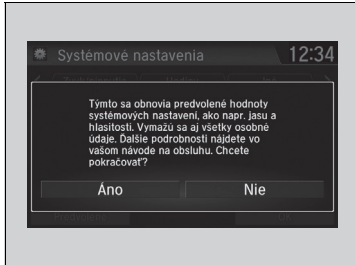 Systémové nastavenia
12:34
Týmto sa obnovia predvolené hodnoty
systémových nastavení, ako napr. jasu a
hlasitosti. Vymažú sa aj všetky osobné
údaje. Ďalšie podrobnosti nájdete vo
vašom návode na obsluhu. Chcete
pokračovať?
Áno
Nie
OK